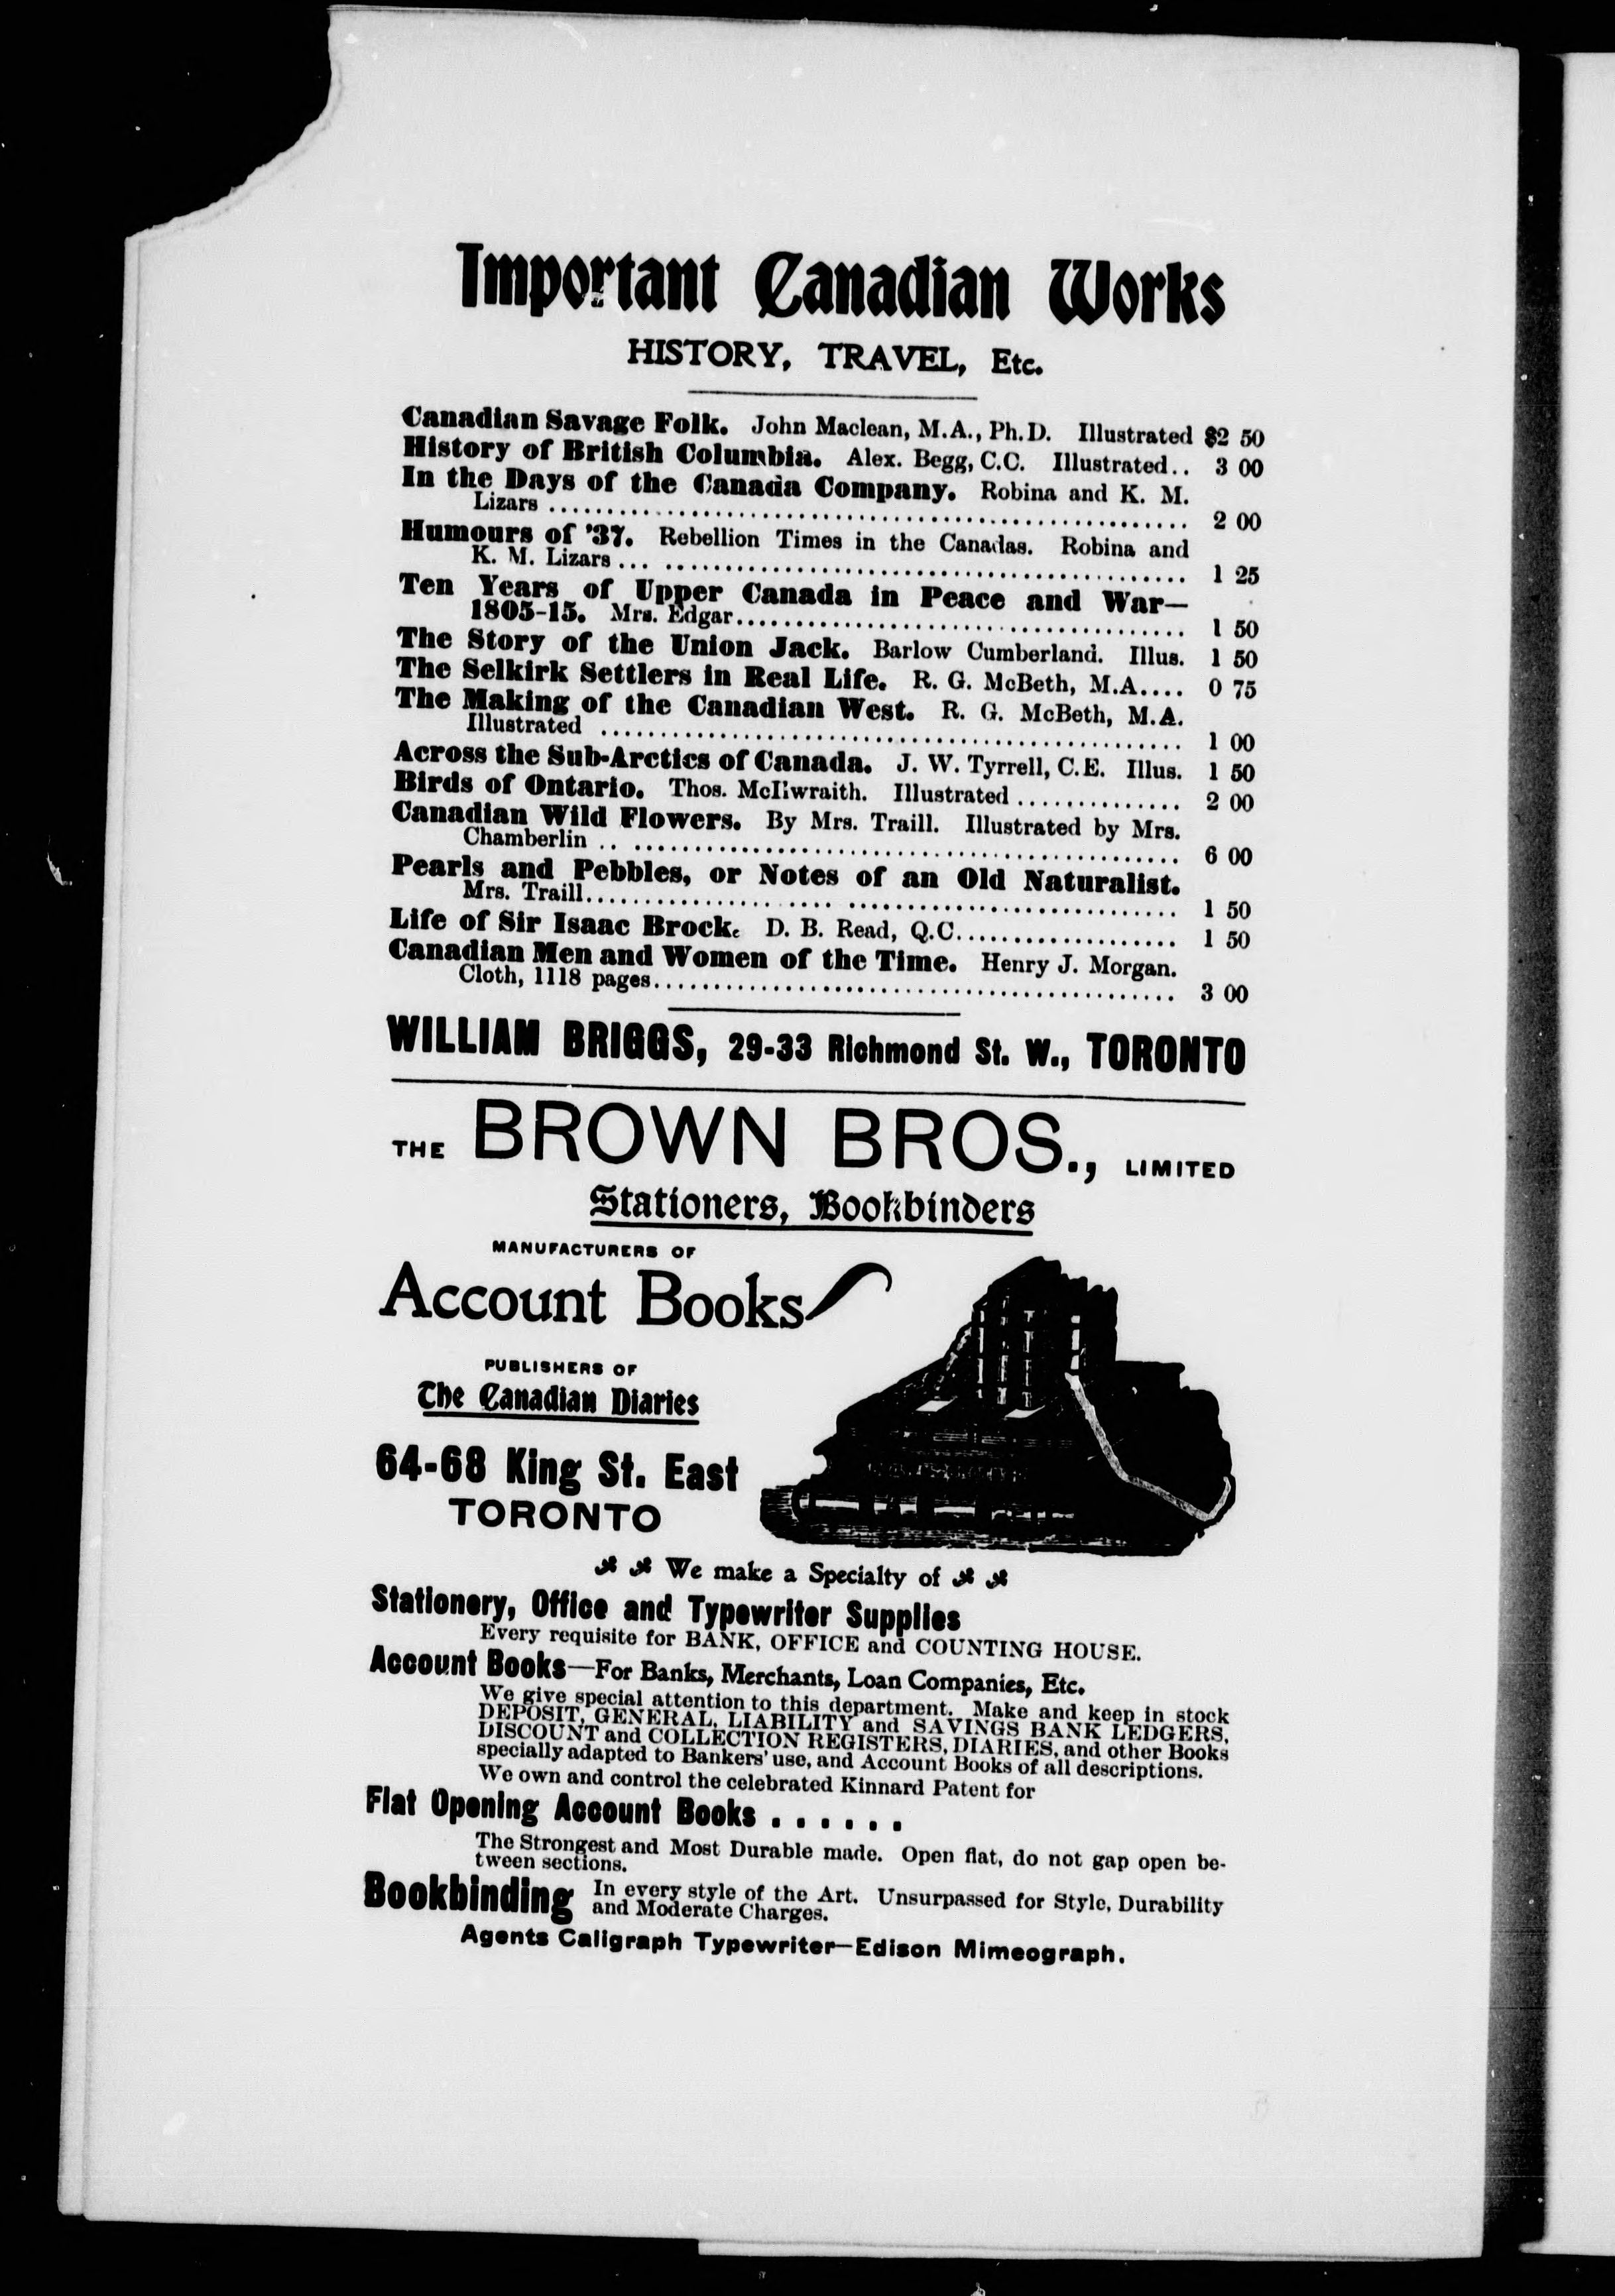 Important Canadian Works
HISTORY, TRAVEL, Etc.
Canadian Savage Folk. John Maclean, M.A., Ph.D. Illustrated $2 50
History of British Columbia. Alex. Begg, C.C. Illustrated.. 3 00
In the Days of the Canada Company. Robina and K. M.
Lizars ........................................................ 2 00
Humours of '37. Rebellion Times in the Canadas. Robina and
K. M. Lizars ... ............................................... 1 25
Ten Years of Upper Canada in Peace and War—
1805-15. Mrs. Edgar........................................ 1 50
The Story of the Union Jack. Barlow Cumberland. Illus. 1 50
The Selkirk Settlers in Real Life. R. G. McBeth, M.A.... 0 75
The Making of the Canadian West. R. G. McBeth, M.A.
Illustrated .................................................... 1 00
Across the Sub-Arctics of Canada. J. W. Tyrrell, C.E. Illus. 1 50
Birds of Ontario. Thos. McIlwraith. Illustrated .............. 2 00
Canadian Wild Flowers. By Mrs. Traill. Illustrated by Mrs.
Chamberlin .. ................................................ 6 00
Pearls and Pebbles, or Notes of an Old Naturalist.
Mrs. Traill.................................................... 1 50
Life of Sir Isaac Brock. D. B. Read, Q.C................... 1 50
Canadian Men and Women of the Time. Henry J. Morgan.
Cloth, 1118 pages............................................. 3 00
WILLIAM BRIGGS, 29-33 Richmond St. W., TORONTO
THE BROWN BROS., LIMITED
Stationers, Bookbinders
MANUFACTURERS OF
Account Books
PUBLISHERS OF
The Canadian Diaries
64-68 King St. East
TORONTO
We make a Specialty of
Stationery, Office and Typewriter Supplies
Every requisite for BANK, OFFICE and COUNTING HOUSE.
Account Books—For Banks, Merchants, Loan Companies, Etc.
We give special attention to this department. Make and keep in stock
DEPOSIT, GENERAL, LIABILITY and SAVINGS BANK LEDGERS,
DISCOUNT and COLLECTION REGISTERS, DIARIES, and other Books
specially adapted to Bankers' use, and Account Books of all descriptions.
We own and control the celebrated Kinnard Patent for
Flat Opening Account Books . . . . . .
The Strongest and Most Durable made. Open flat, do not gap open be-
tween sections.
Bookbinding In every style of the Art. Unsurpassed for Style, Durability
and Moderate Charges.
Agents Caligraph Typewriter—Edison Mimeograph.